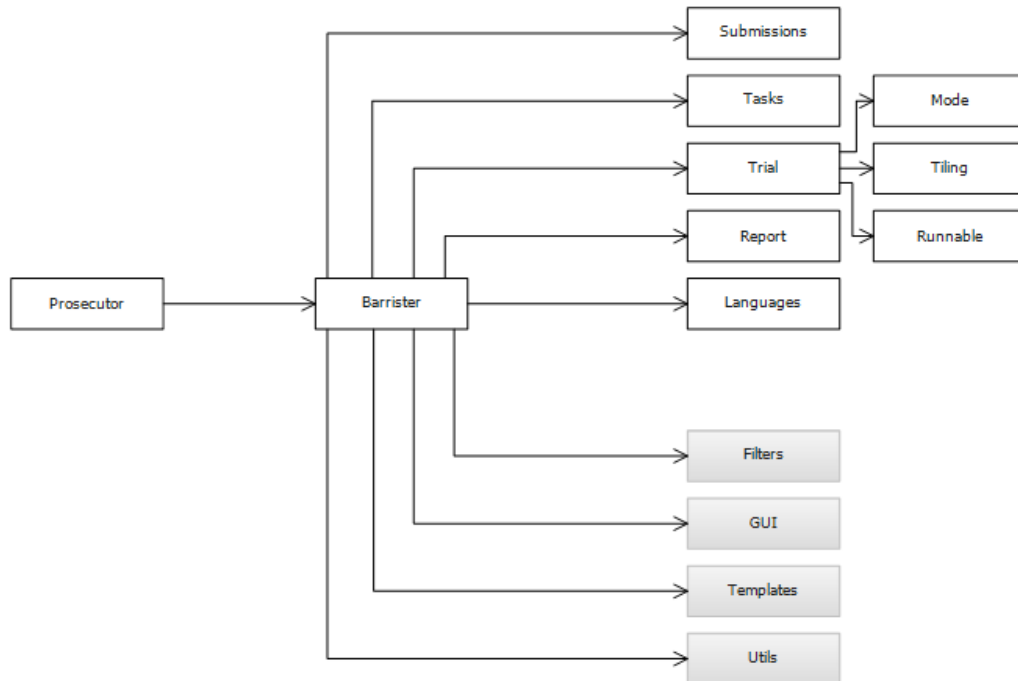 Submissions
Tasks
Mode
Trial
Tiling
Report
Runnable
Prosecutor
Barrister
Languages
Filters
GUI
Templates
Utils